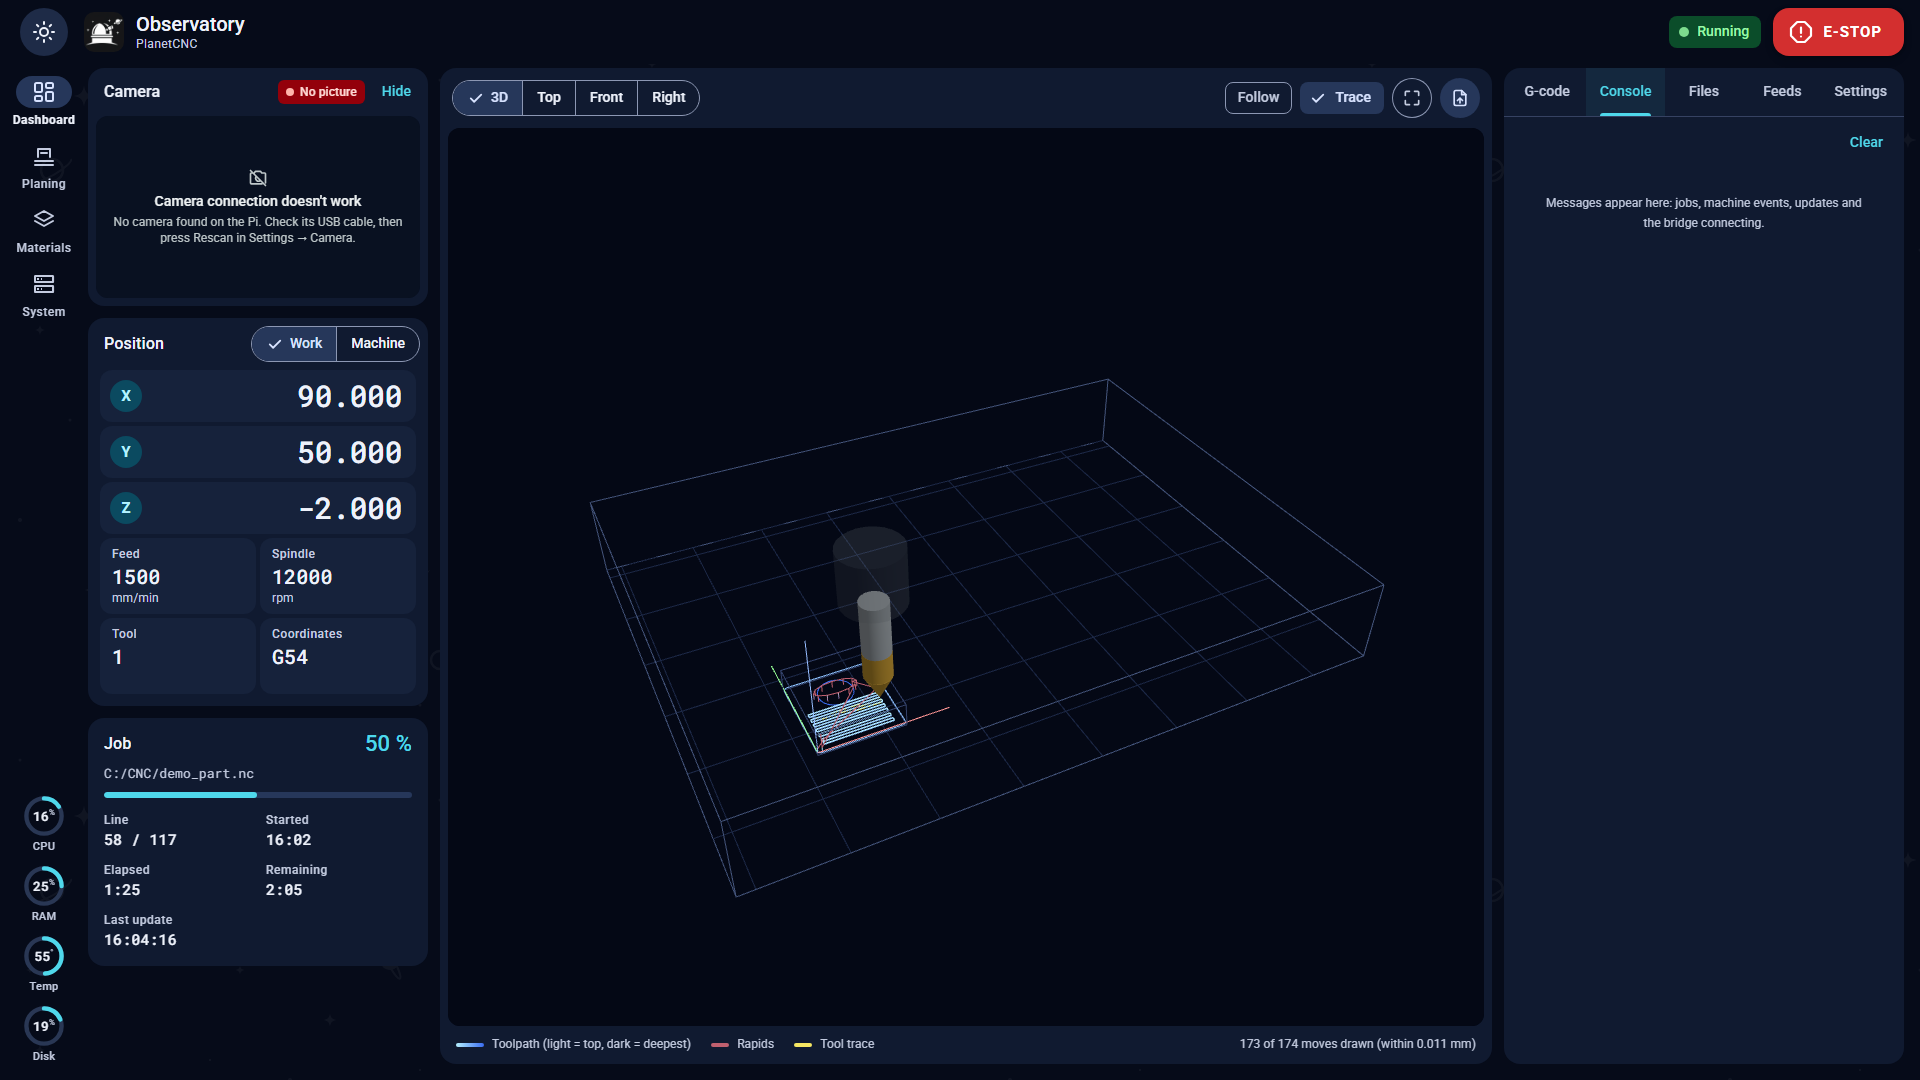 Observatory
PlanetCNC
Running
E-STOP
Dashboard
Planing
Materials
System
16%
CPU
25%
RAM
55°
Temp
19%
Disk
Camera
No picture
Hide
Camera connection doesn't work
No camera found on the Pi. Check its USB cable, then
press Rescan in Settings → Camera.
Position
Work
Machine
X
90.000
Y
50.000
Z
-2.000
Feed
1500
mm/min
Spindle
12000
rpm
Tool
1
Coordinates
G54
Job
50 %
C:/CNC/demo_part.nc
Line
58 / 117
Started
16:02
Elapsed
1:25
Remaining
2:05
Last update
16:04:16
3D
Top
Front
Right
Follow
Trace
Toolpath (light = top, dark = deepest)
Rapids
Tool trace
173 of 174 moves drawn (within 0.011 mm)
G-code
Console
Files
Feeds
Settings
Clear
Messages appear here: jobs, machine events, updates and
the bridge connecting.